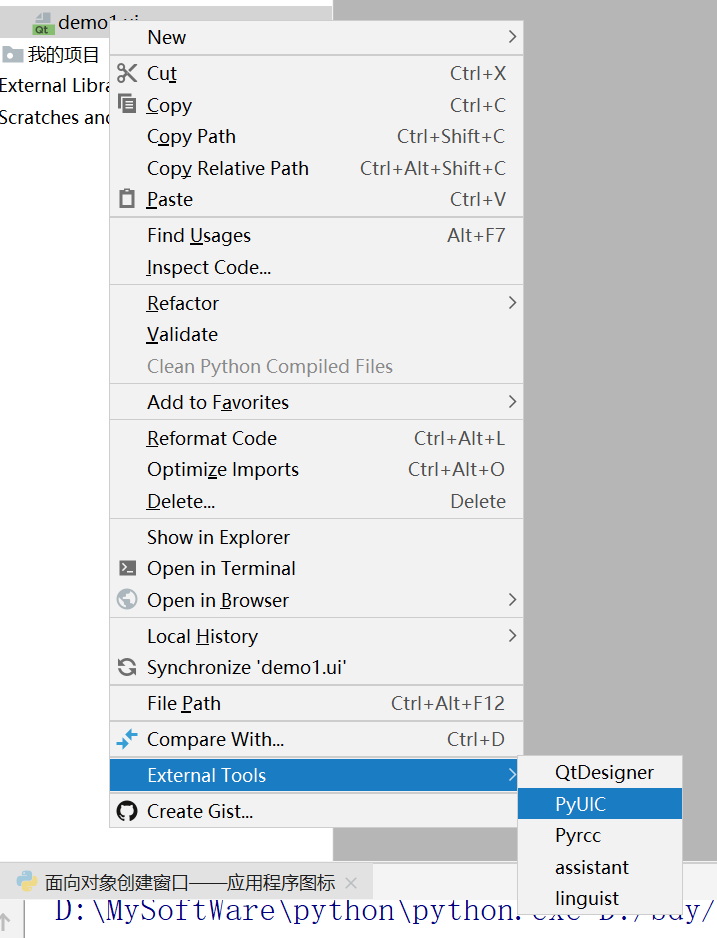 demo1.ui
我的项目
External Libra
Scratches and
New
Cut Ctrl+X
Copy Ctrl+C
Copy Path Ctrl+Shift+C
Copy Relative Path Ctrl+Alt+Shift+C
Paste Ctrl+V
Find Usages Alt+F7
Inspect Code...
Refactor
Validate
Clean Python Compiled Files
Add to Favorites
Reformat Code Ctrl+Alt+L
Optimize Imports Ctrl+Alt+O
Delete... Delete
Show in Explorer
Open in Terminal
Open in Browser
Local History
Synchronize 'demo1.ui'
File Path Ctrl+Alt+F12
Compare With... Ctrl+D
External Tools
Create Gist...
QtDesigner
PyUIC
Pyrcc
assistant
linguist
面向对象创建窗口——应用程序图标
D:\MySoftWare\python\python.exe